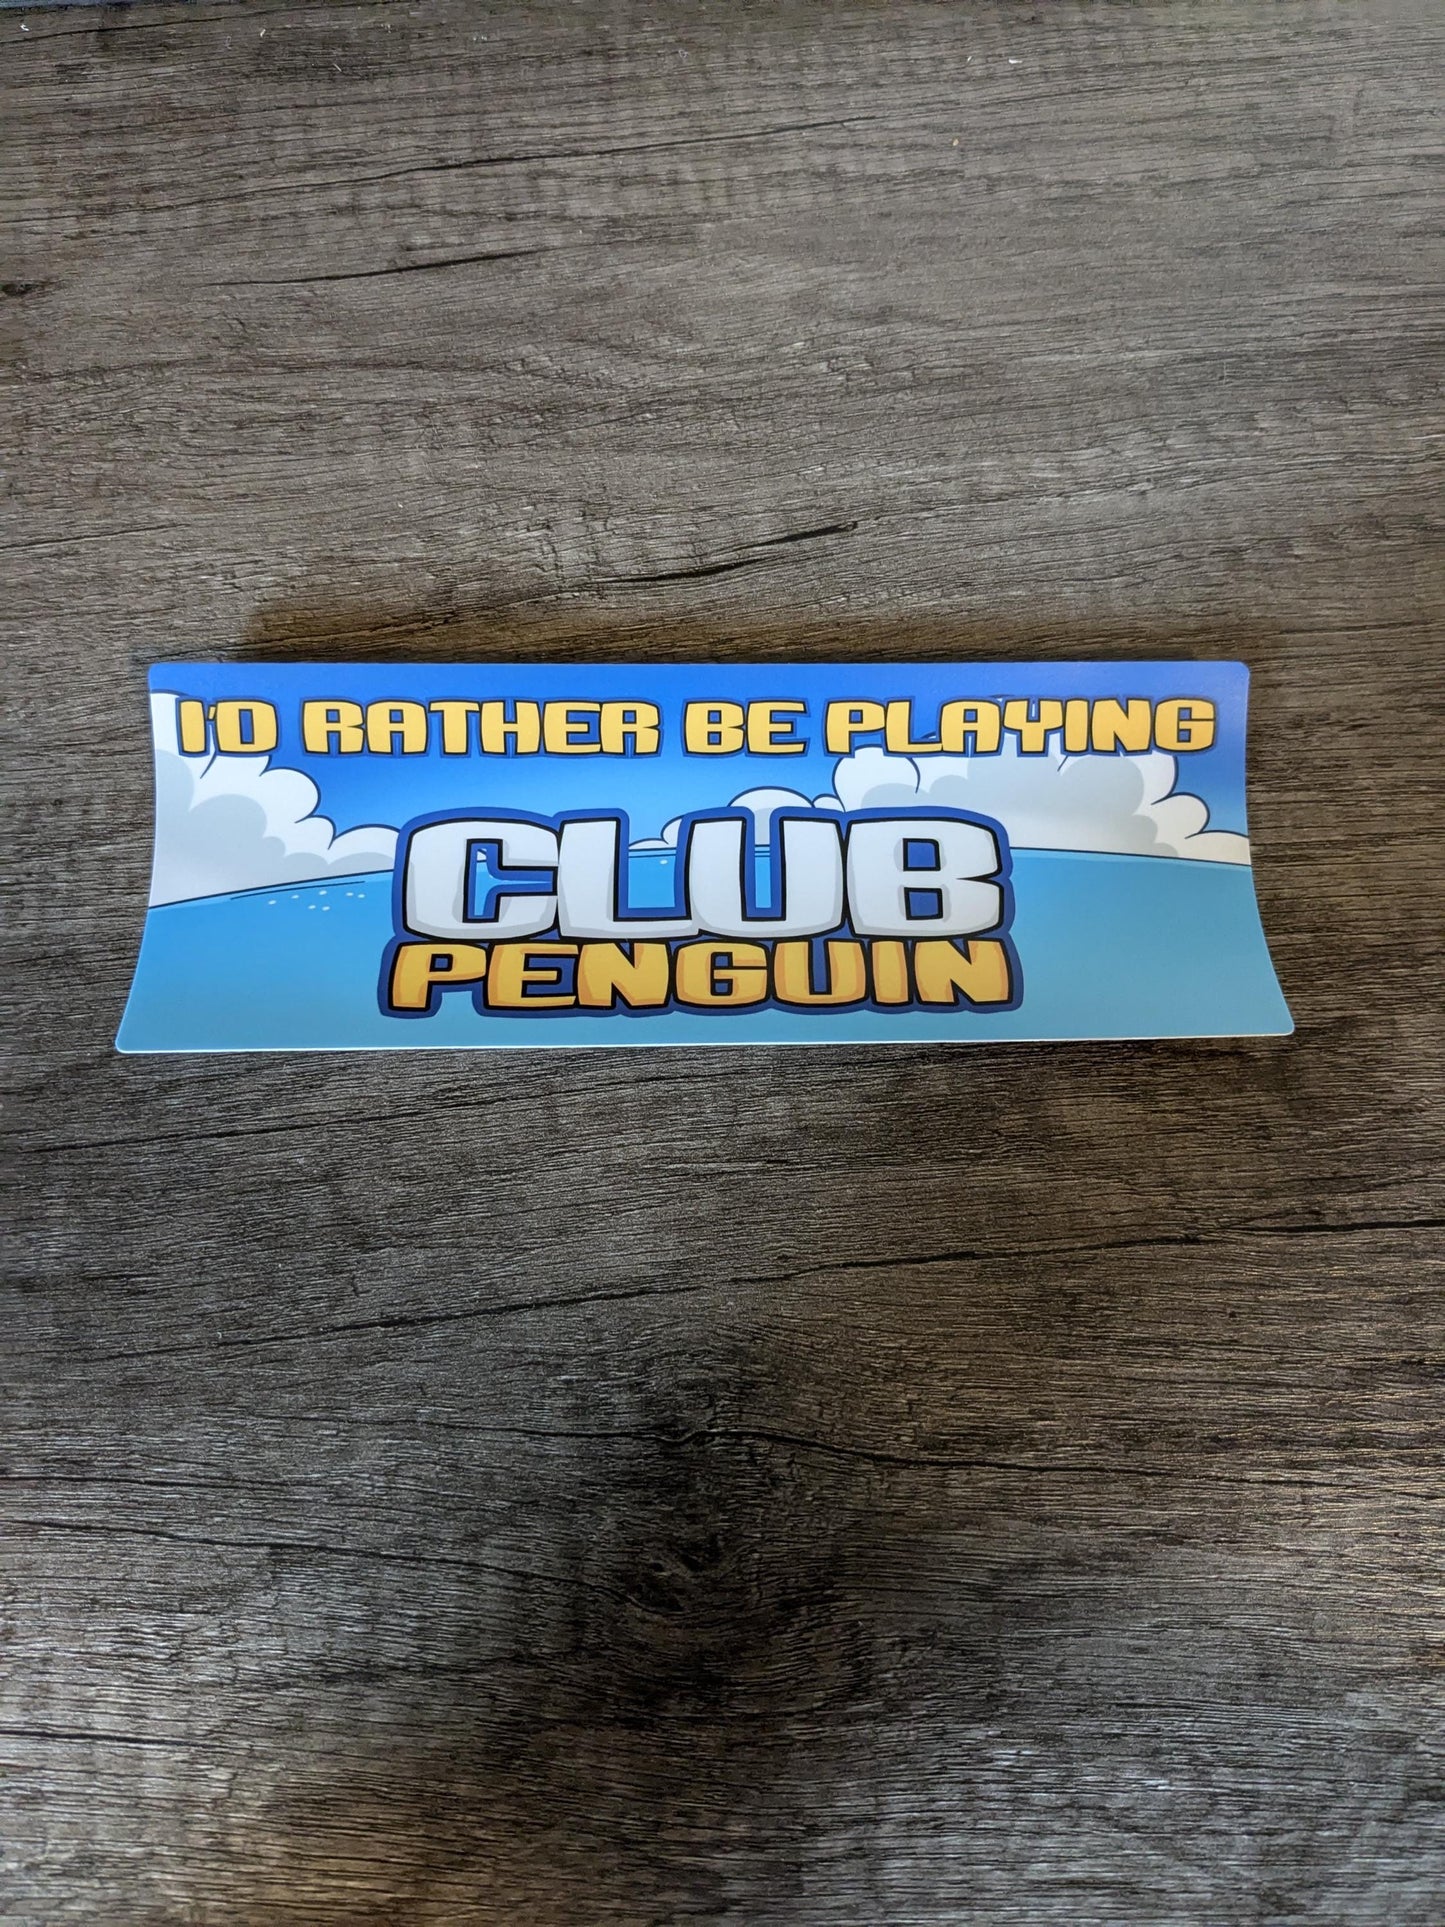 I'D RATHER BE PLAYING
CLUB
PENGUIN